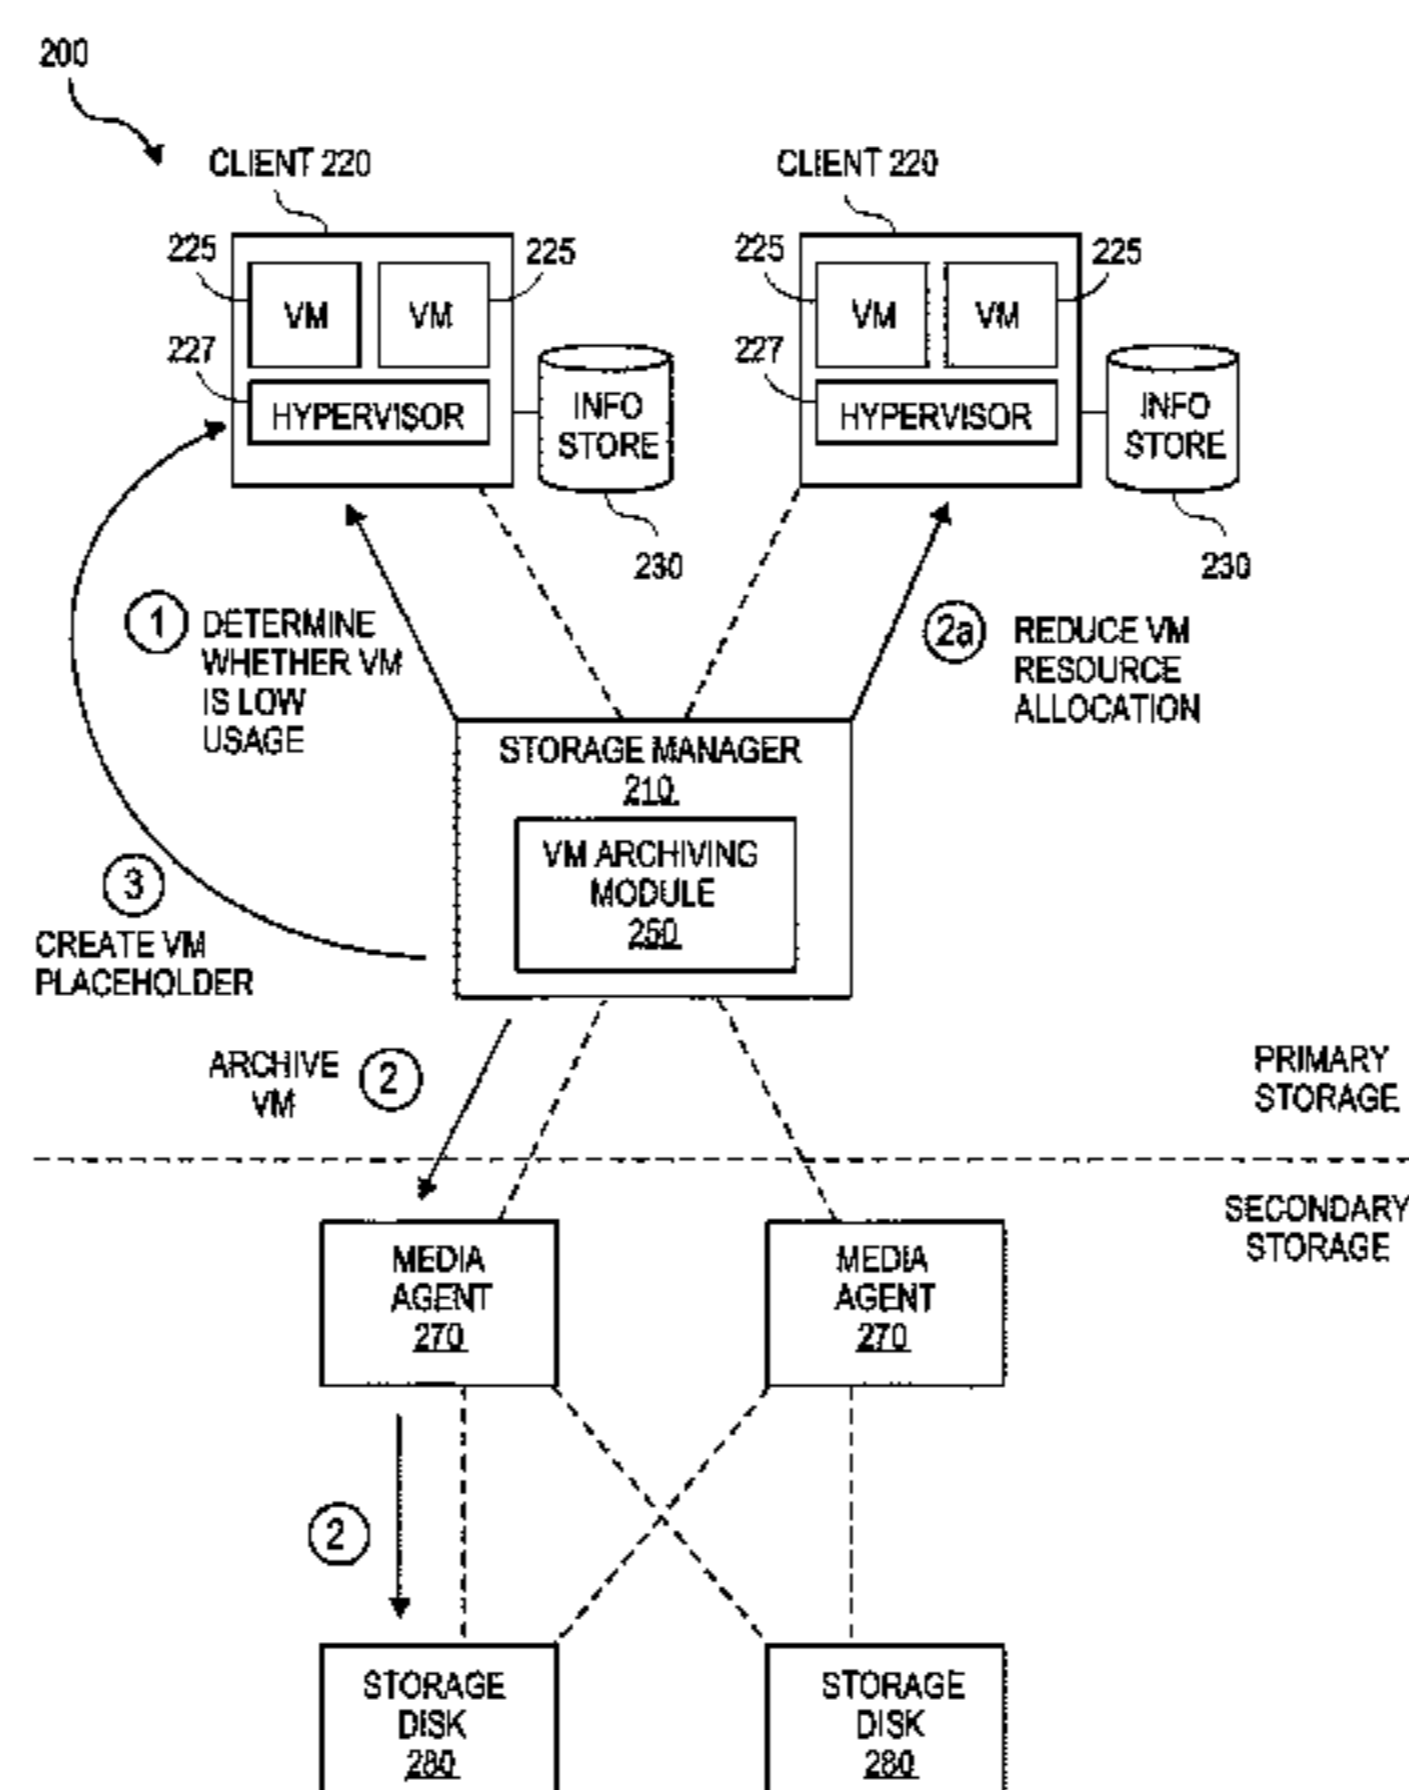 200
CLIENT 220
CLIENT 220
225
225
225
225
VM
VM
VM
VM
227
227
HYPERVISOR
INFO
STORE
HYPERVISOR
INFO
STORE
230
230
1
DETERMINE
WHETHER VM
IS LOW
USAGE
2a
REDUCE VM
RESOURCE
ALLOCATION
STORAGE MANAGER
210
VM ARCHIVING
MODULE
250
3
CREATE VM
PLACEHOLDER
ARCHIVE
VM
2
PRIMARY
STORAGE
SECONDARY
STORAGE
MEDIA
AGENT
270
MEDIA
AGENT
270
2
STORAGE
DISK
280
STORAGE
DISK
280